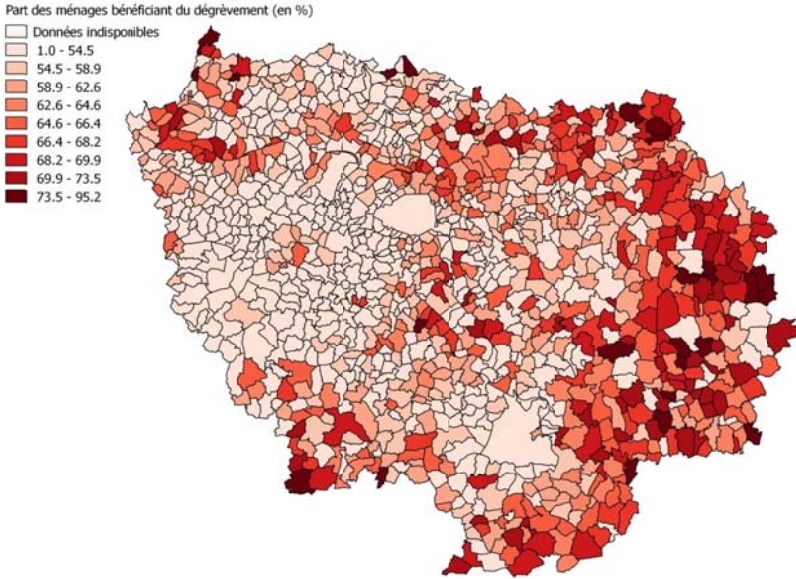 Part des ménages bénéficiant du dégrèvement (en %)
Données indisponibles
1.0 - 54.5
54.5 - 58.9
58.9 - 62.6
62.6 - 64.6
64.6 - 66.4
66.4 - 68.2
68.2 - 69.9
69.9 - 73.5
73.5 - 95.2